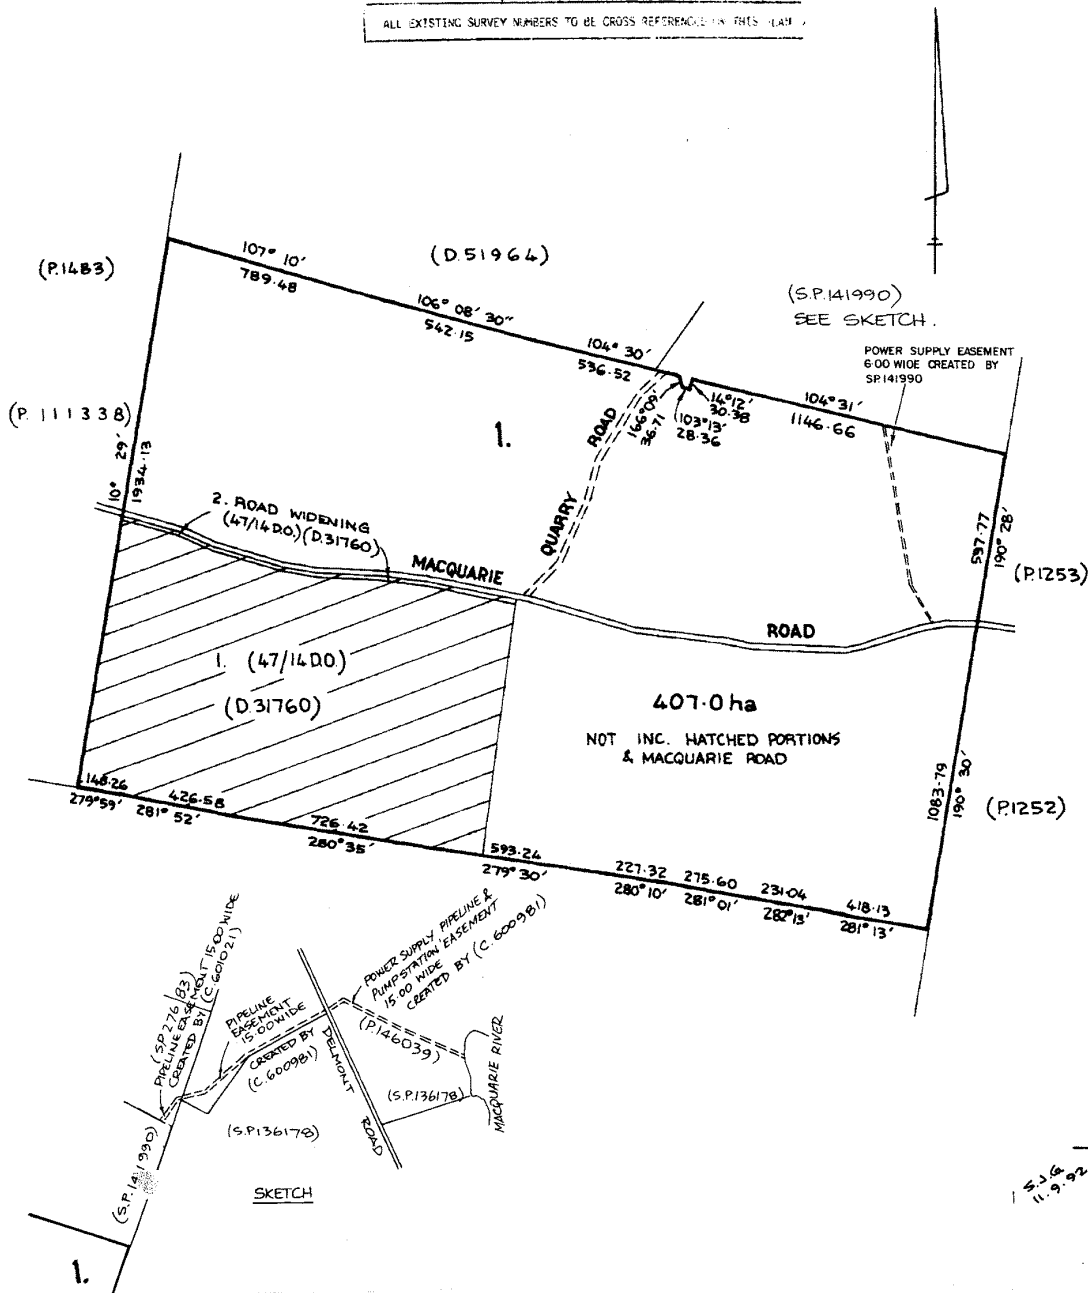 ALL EXISTING SURVEY NUMBERS TO BE CROSS REFERENCED THIS
(P.1483)
107° 10'
789.48
(D.51964)
106° 08' 30"
542.15
104° 30'
536.52
(S.P.141990)
SEE SKETCH.
POWER SUPPLY EASEMENT
6.00 WIDE CREATED BY
SP.141990
104° 31'
1146.66
14°12'
30.38
103°13'
28.36
166°09'
36.71
(P.111338)
10° 29'
1934.13
1.
QUARRY ROAD
2. ROAD WIDENING
(47/14 D.O.) (D.31760)
MACQUARIE
ROAD
597.77
190° 28'
(P.1253)
1. (47/14 D.O.)
(D.31760)
407.0 ha
NOT INC. HATCHED PORTIONS
& MACQUARIE ROAD
1083.79
190° 30'
(P.1252)
148.26
279°59'
426.58
281° 52'
726.42
280° 35'
593.24
279° 30'
227.32
280° 10'
275.60
281° 01'
231.04
282° 13'
418.13
281° 13'
(S.P.27683)
PIPELINE EASEMENT 15.00 WIDE
CREATED BY (C.601021)
PIPELINE
EASEMENT
15.00 WIDE
CREATED BY
(C.600981)
POWER SUPPLY PIPELINE &
PUMPSTATION EASEMENT
15.00 WIDE
CREATED BY (C.600981)
(P.146039)
DELMONT ROAD
(S.P.136178)
MACQUARIE RIVER
(S.P.136178)
(S.P.141990)
SKETCH
1.
11.9.92